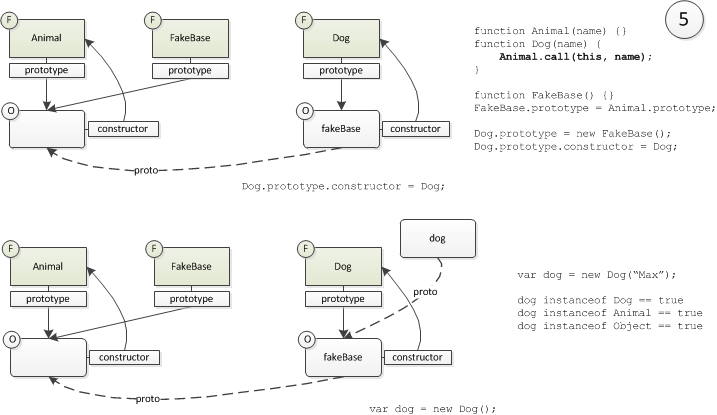 5
F
Animal
prototype
F
FakeBase
prototype
F
Dog
prototype
O
constructor
O
fakeBase
constructor
proto
function Animal(name) {}
function Dog(name) {
Animal.call(this, name);
}
function FakeBase() {}
FakeBase.prototype = Animal.prototype;
Dog.prototype = new FakeBase();
Dog.prototype.constructor = Dog;
Dog.prototype.constructor = Dog;
dog
F
Animal
prototype
F
FakeBase
prototype
F
Dog
prototype
proto
O
constructor
O
fakeBase
constructor
proto
var dog = new Dog(“Max”);
dog instanceof Dog == true
dog instanceof Animal == true
dog instanceof Object == true
var dog = new Dog();